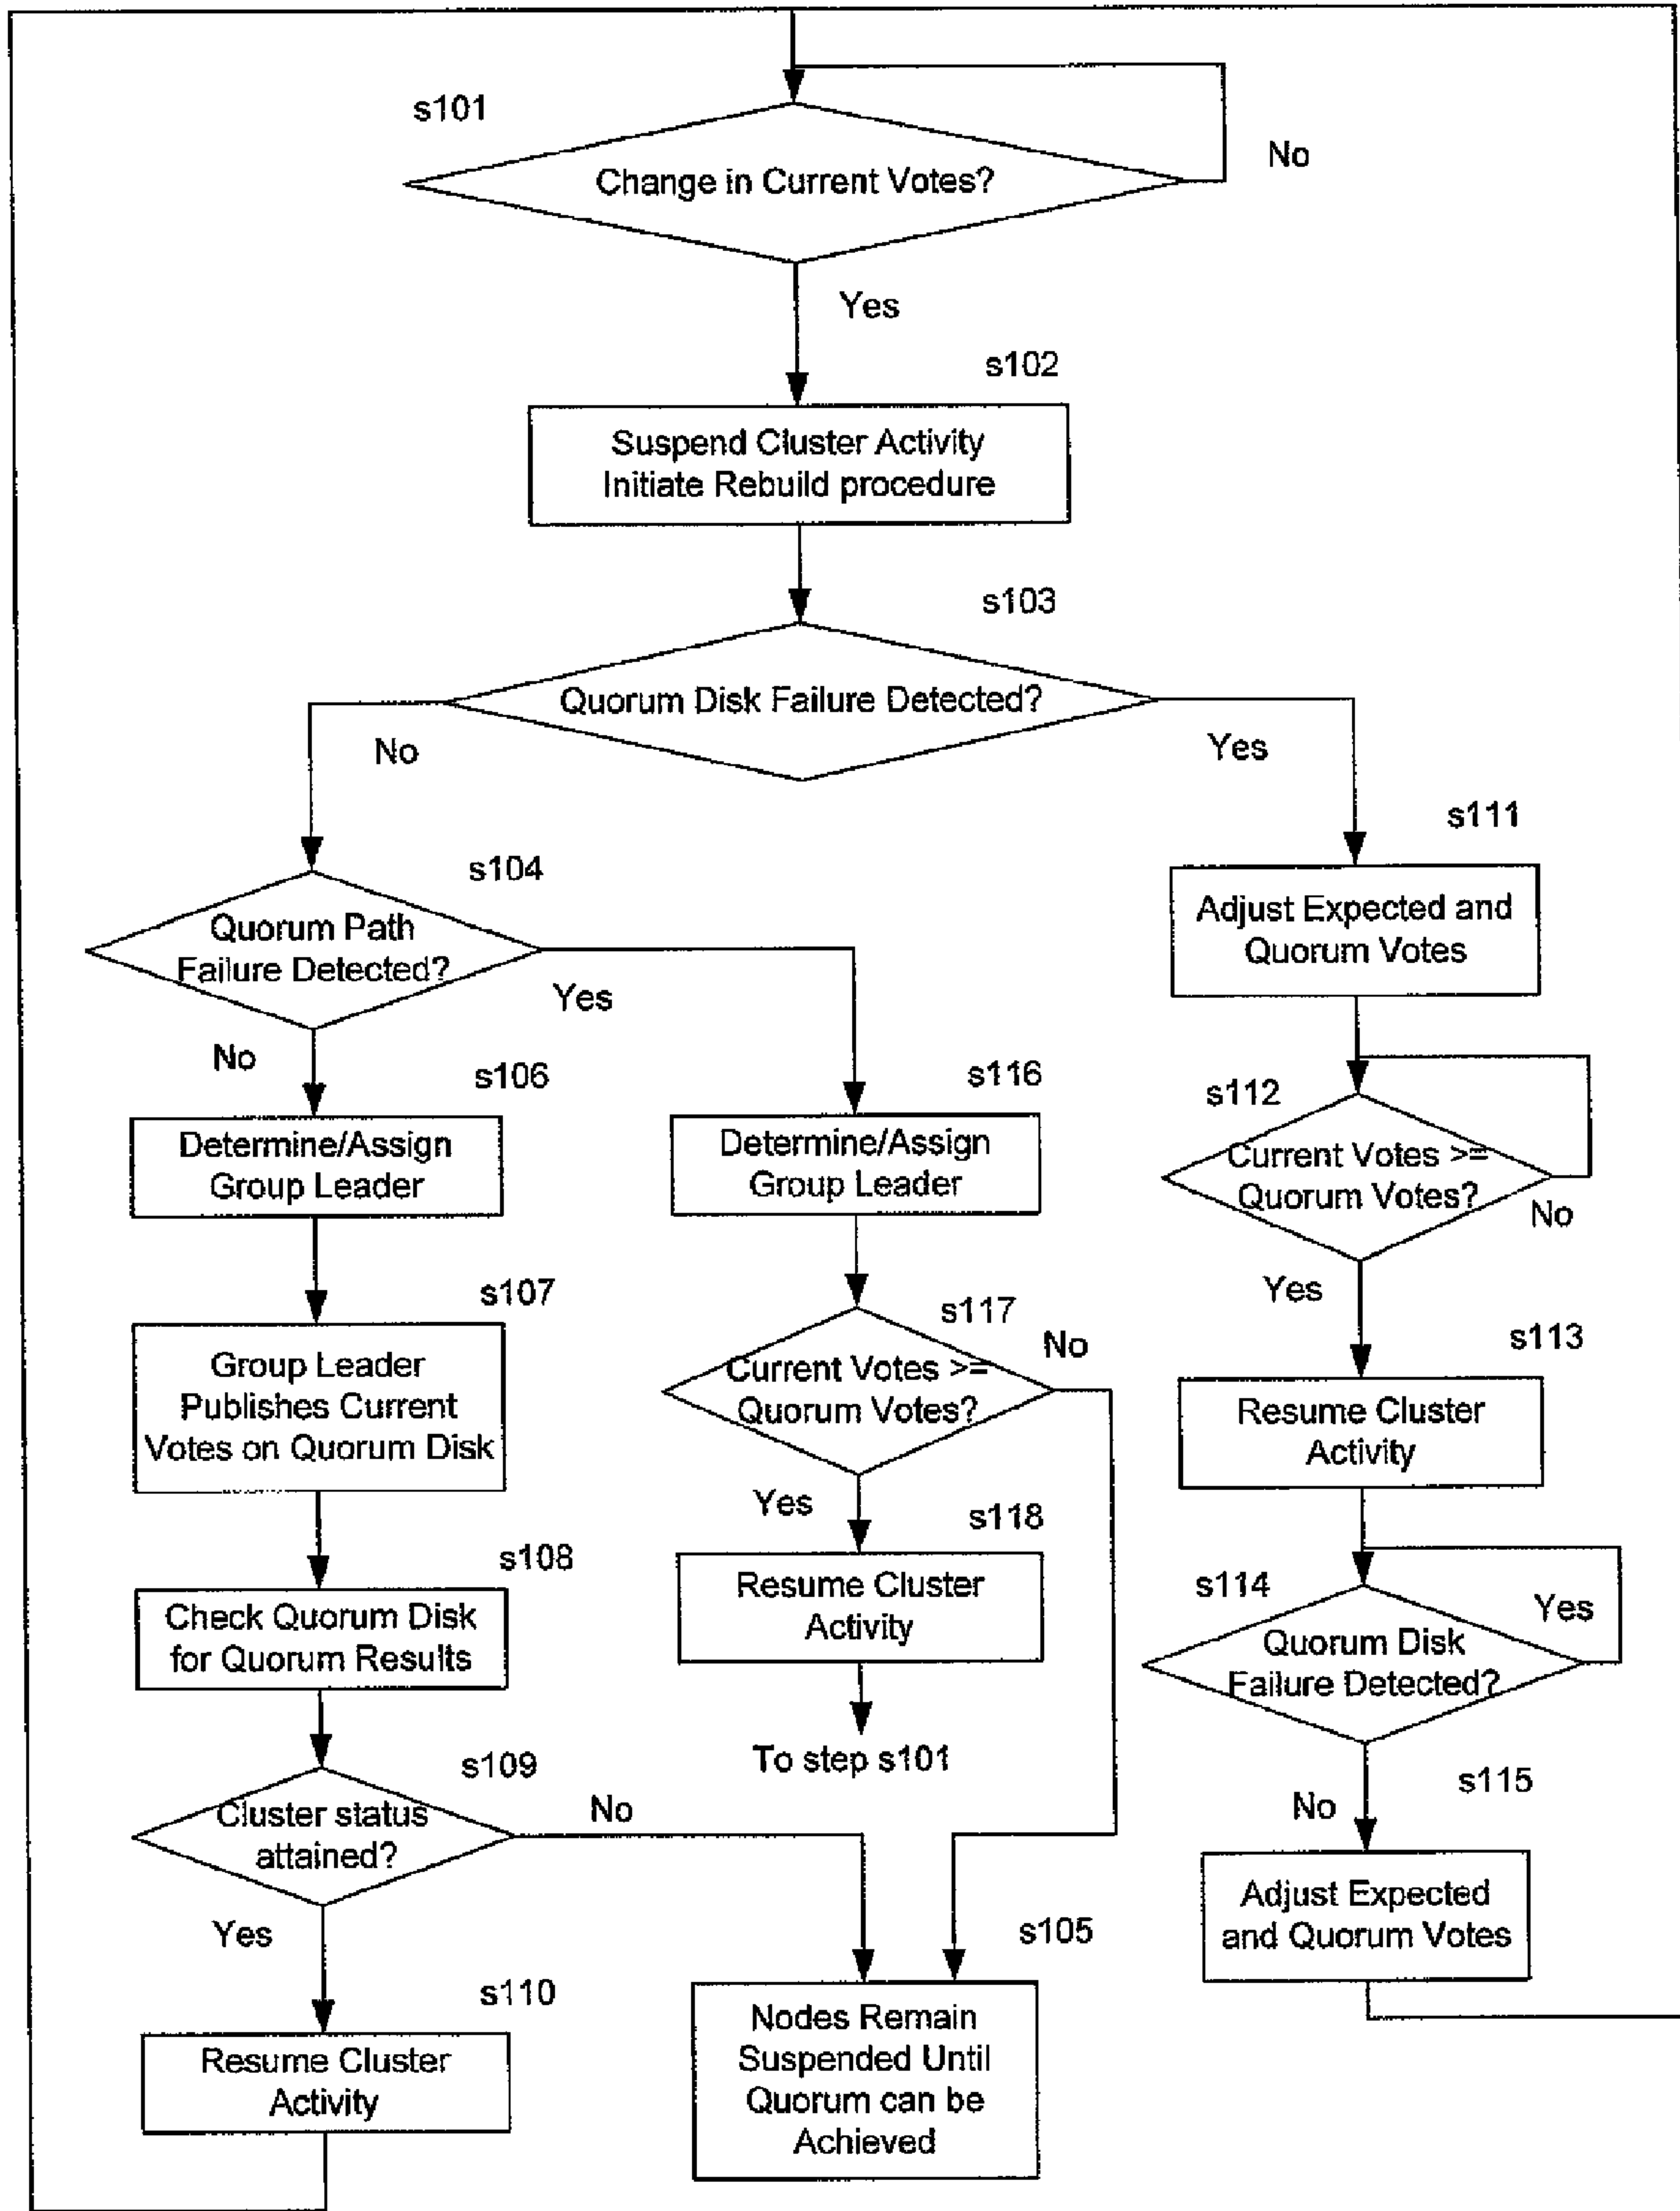 s101
Change in Current Votes?
No
Yes
s102
Suspend Cluster Activity
Initiate Rebuild procedure
s103
Quorum Disk Failure Detected?
No
Yes
s104
Quorum Path
Failure Detected?
Yes
No
s111
Adjust Expected and
Quorum Votes
s106
Determine/Assign
Group Leader
s116
Determine/Assign
Group Leader
s112
Current Votes >=
Quorum Votes?
No
Yes
s107
Group Leader
Publishes Current
Votes on Quorum Disk
s117
Current Votes >=
Quorum Votes?
No
Yes
s113
Resume Cluster
Activity
s108
Check Quorum Disk
for Quorum Results
s118
Resume Cluster
Activity
To step s101
s114
Quorum Disk
Failure Detected?
Yes
No
s109
Cluster status
attained?
No
Yes
s115
Adjust Expected
and Quorum Votes
s110
Resume Cluster
Activity
s105
Nodes Remain
Suspended Until
Quorum can be
Achieved